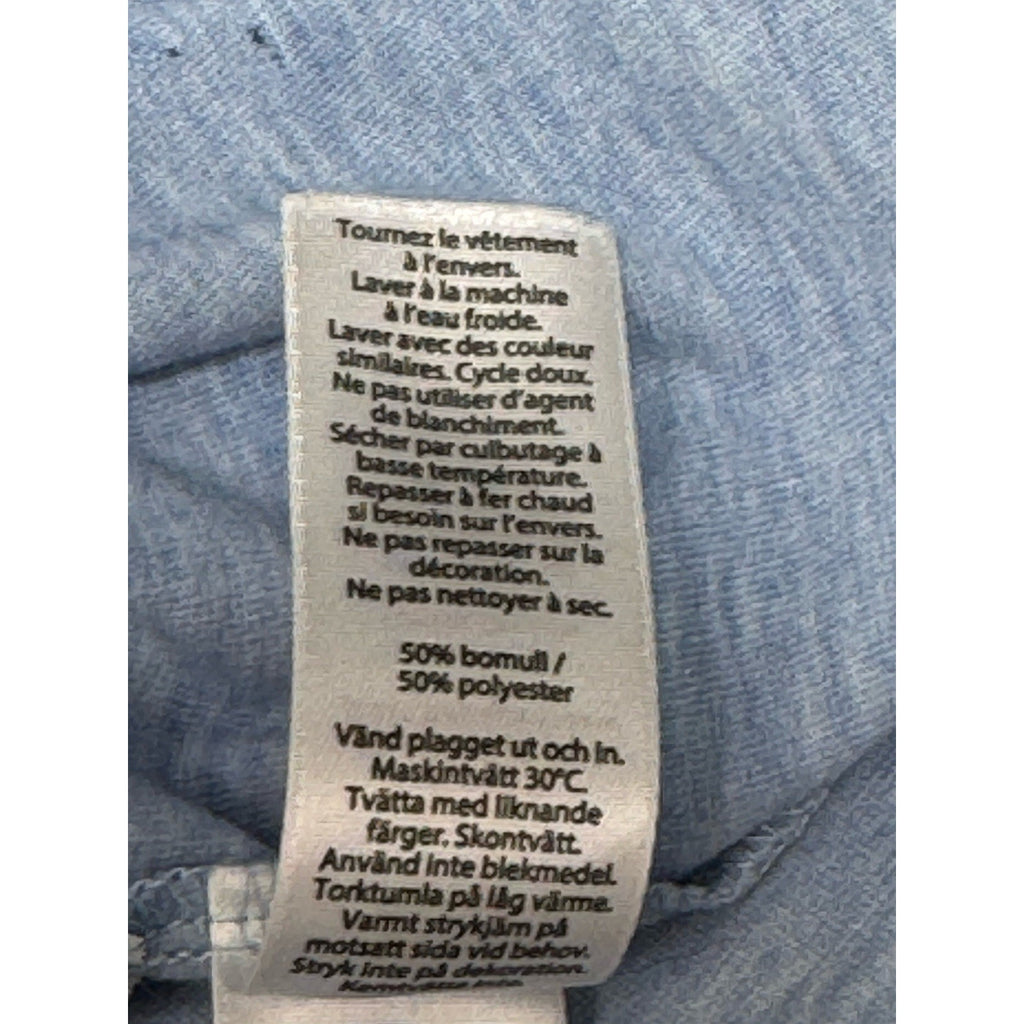 Tournez le vêtement
à l'envers.
Laver à la machine
à l'eau froide.
Laver avec des couleur
similaires. Cycle doux.
Ne pas utiliser d'agent
de blanchiment.
Sécher par culbutage à
basse température.
Repasser à fer chaud
si besoin sur l'envers.
Ne pas repasser sur la
décoration.
Ne pas nettoyer à sec.
50% bomull /
50% polyester
Vänd plagget ut och in.
Maskintvätt 30°C
Tvätta med liknande
färger. Skontvätt.
Använd inte blekmedel.
Torktumla på låg värme.
Varmt strykjärn på
motsatt sida vid behov.
Stryk inte på dekoration.
Kemtvätta inte.